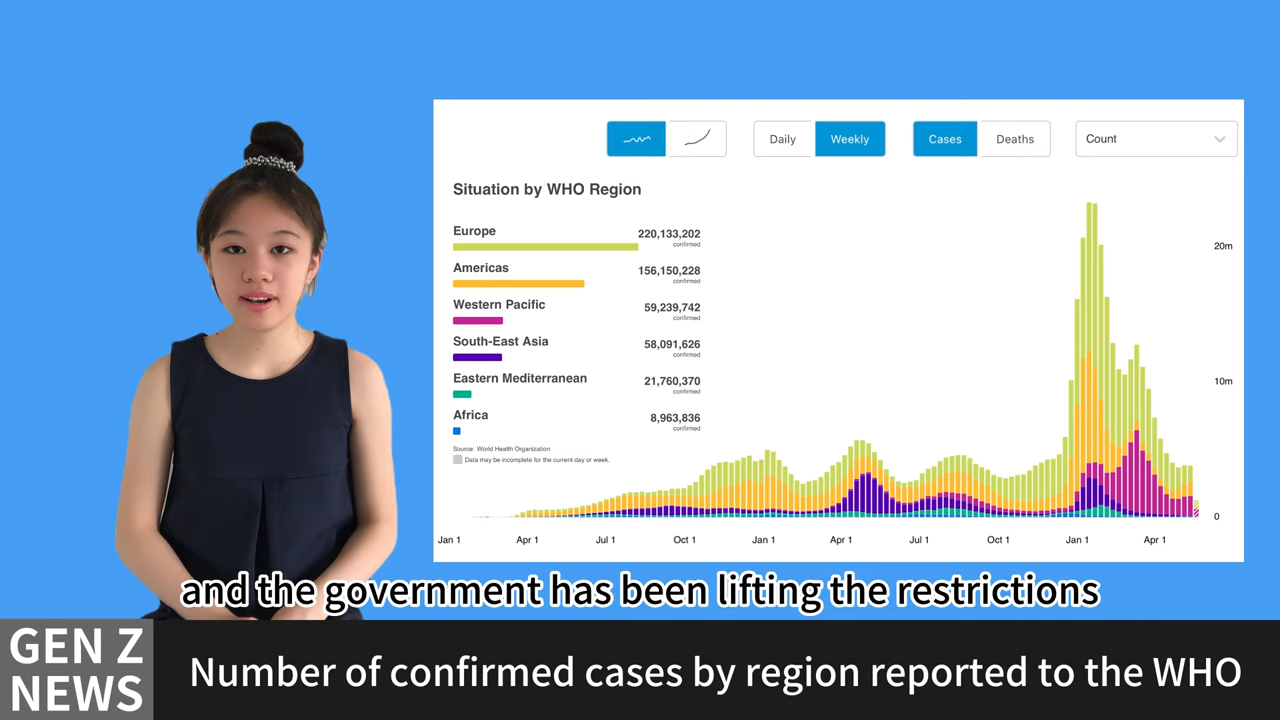 Daily
Weekly
Cases
Deaths
Count
Situation by WHO Region
Europe
220,133,202
confirmed
Americas
156,150,228
confirmed
Western Pacific
59,239,742
confirmed
South-East Asia
58,091,626
confirmed
Eastern Mediterranean
21,760,370
confirmed
Africa
8,963,836
confirmed
Source: World Health Organization
Data may be incomplete for the current day or week.
20m
10m
0
Jan 1
Apr 1
Jul 1
Oct 1
Jan 1
Apr 1
Jul 1
Oct 1
Jan 1
Apr 1
and the government has been lifting the restrictions
GEN Z
NEWS
Number of confirmed cases by region reported to the WHO